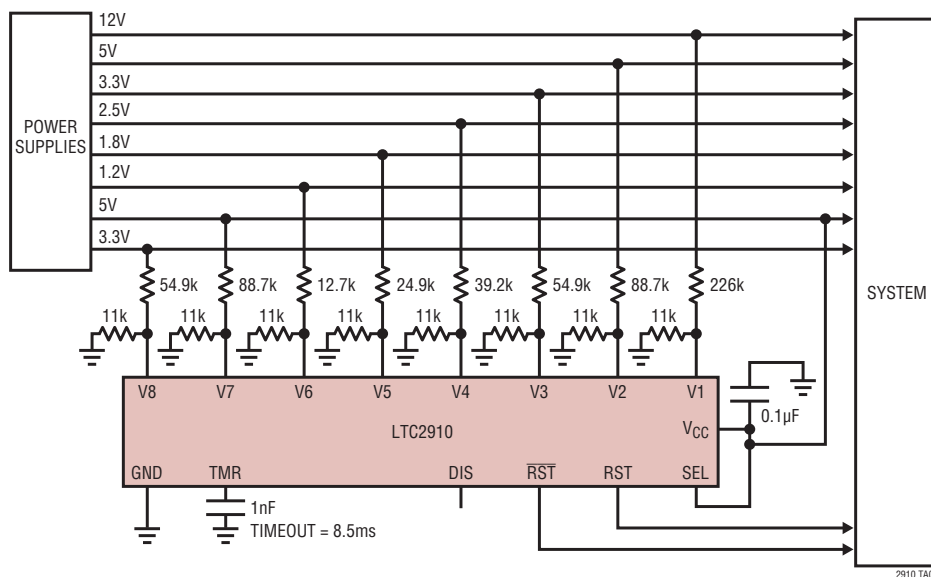 12V
5V
3.3V
2.5V
1.8V
1.2V
5V
3.3V
POWER
SUPPLIES
SYSTEM
54.9k 88.7k 12.7k 24.9k 39.2k 54.9k 88.7k 226k
11k 11k 11k 11k 11k 11k 11k 11k
V8 V7 V6 V5 V4 V3 V2 V1
0.1µF
LTC2910
VCC
GND TMR DIS RST RST SEL
1nF
TIMEOUT = 8.5ms